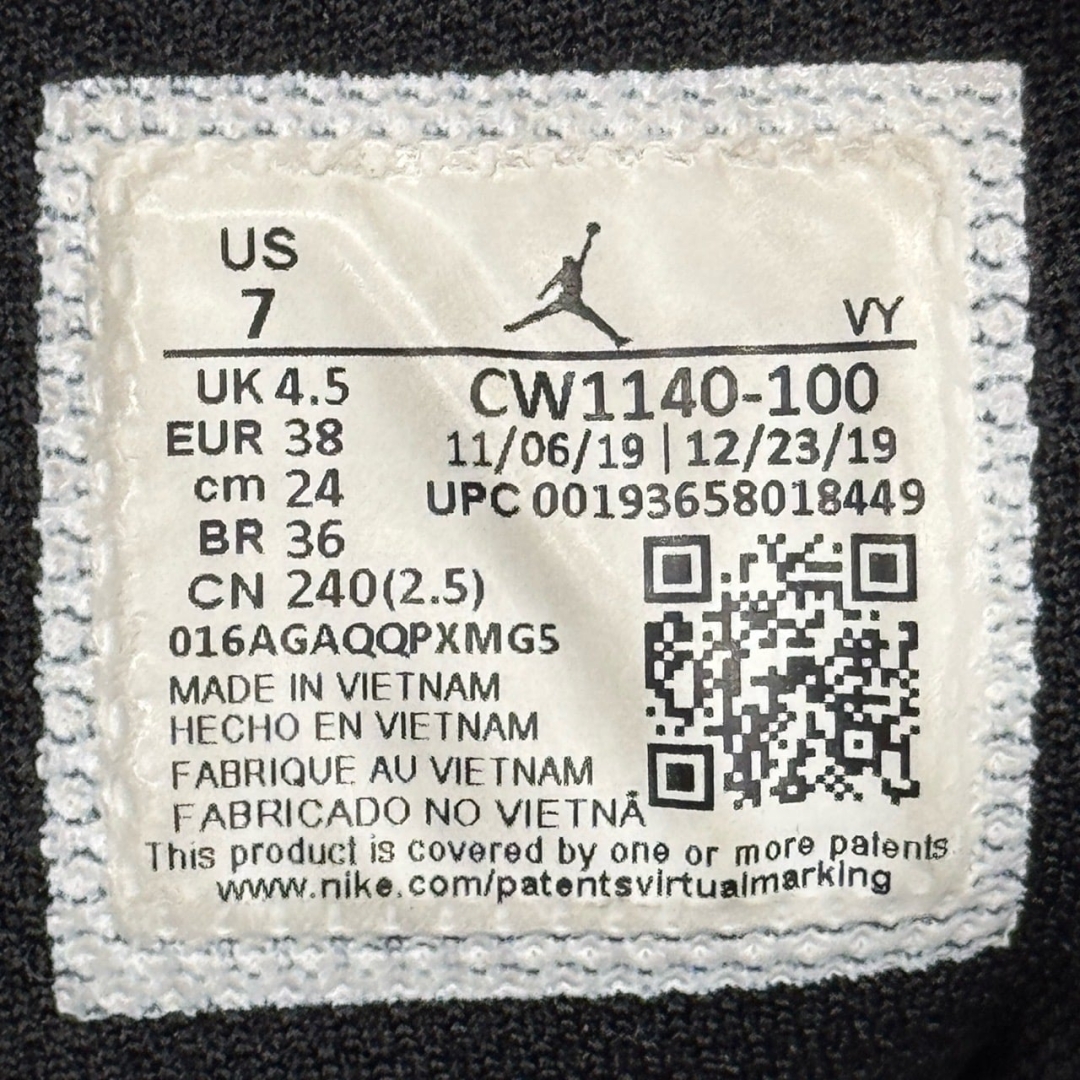 US
7
VY
UK 4.5
EUR 38
cm 24
BR 36
CN 240(2.5)
CW1140-100
11/06/19 | 12/23/19
UPC 00193658018449
016AGAQQPXMG5
MADE IN VIETNAM
HECHO EN VIETNAM
FABRIQUE AU VIETNAM
FABRICADO NO VIETNÃ
This product is covered by one or more patents
www.nike.com/patentsvirtualmarking